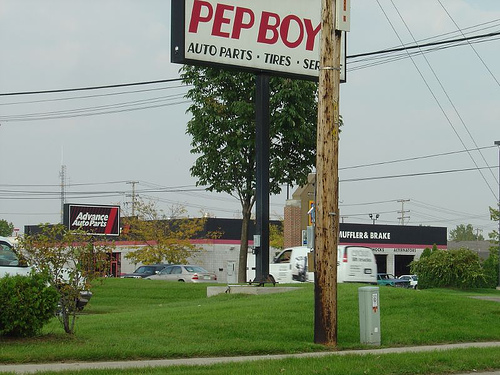 PEP BOY
AUTO PARTS · TIRES · SER
Advance
Auto Parts
MUFFLER & BRAKE